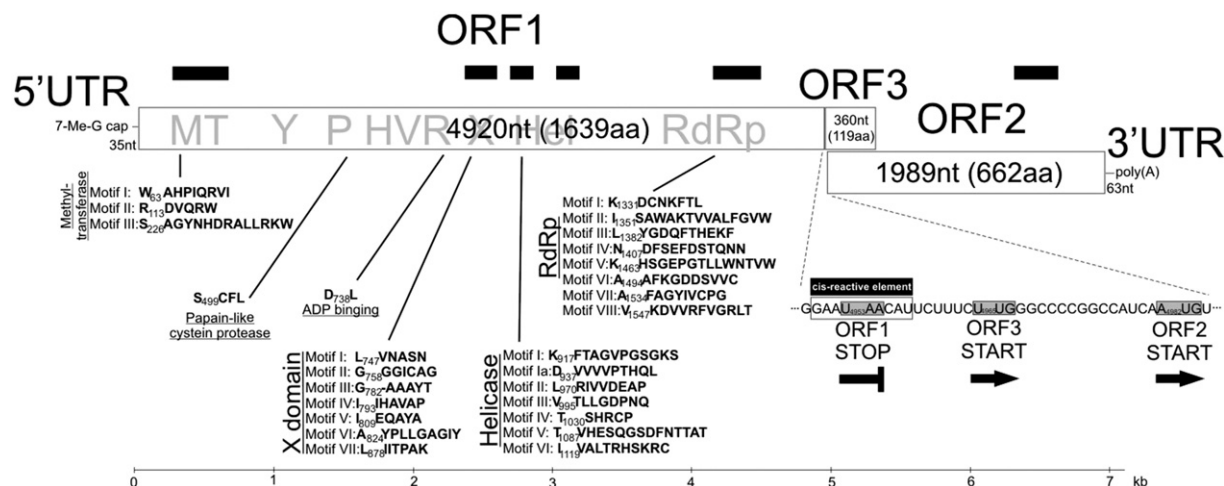 ORF1
5'UTR
ORF3
ORF2
3'UTR
7-Me-G cap
35nt
MT Y P HVR X Hel RdRp
4920nt (1639aa)
360nt
(119aa)
1989nt (662aa)
poly(A)
63nt
Methyl-
transferase
Motif I: W63AHPIQRVI
Motif II: R113DVQRW
Motif III:S226AGYNHDRALLRKW
S499CFL
Papain-like
cystein protease
D738L
ADP binging
X domain
Motif I: L747VNASN
Motif II: G758GGICAG
Motif III:G782-AAAYT
Motif IV:I793IHAVAP
Motif V: I809EQAYA
Motif VI:A824YPLLGAGIY
Motif VII:L878IITPAK
Helicase
Motif I: K917FTAGVPGSGKS
Motif Ia:D937VVVVPTHQL
Motif II: L970RIVVDEAP
Motif III:V995TLLGDPNQ
Motif IV: T1030SHRCP
Motif V: T1087VHESQGSDFNTTAT
Motif VI: I1119VALTRHSKRC
RdRp
Motif I: K1331DCNKFTL
Motif II: I1351SAWAKTVVALFGVW
Motif III:L1382YGDQFTHEKF
Motif IV:N1407DFSEFDSTQNN
Motif V:K1463HSGEPGTLLWNTVW
Motif VI:A1494AFKGDDSVVC
Motif VII:A1534FAGYIVCPG
Motif VIII:V1547KDVVRFVGRLT
cis-reactive element
···GGAAU4953AACAUUCUUUCU4965UGGGCCCCGGCCAUCAA4982UGU···
ORF1
STOP
ORF3
START
ORF2
START
0 1 2 3 4 5 6 7 kb